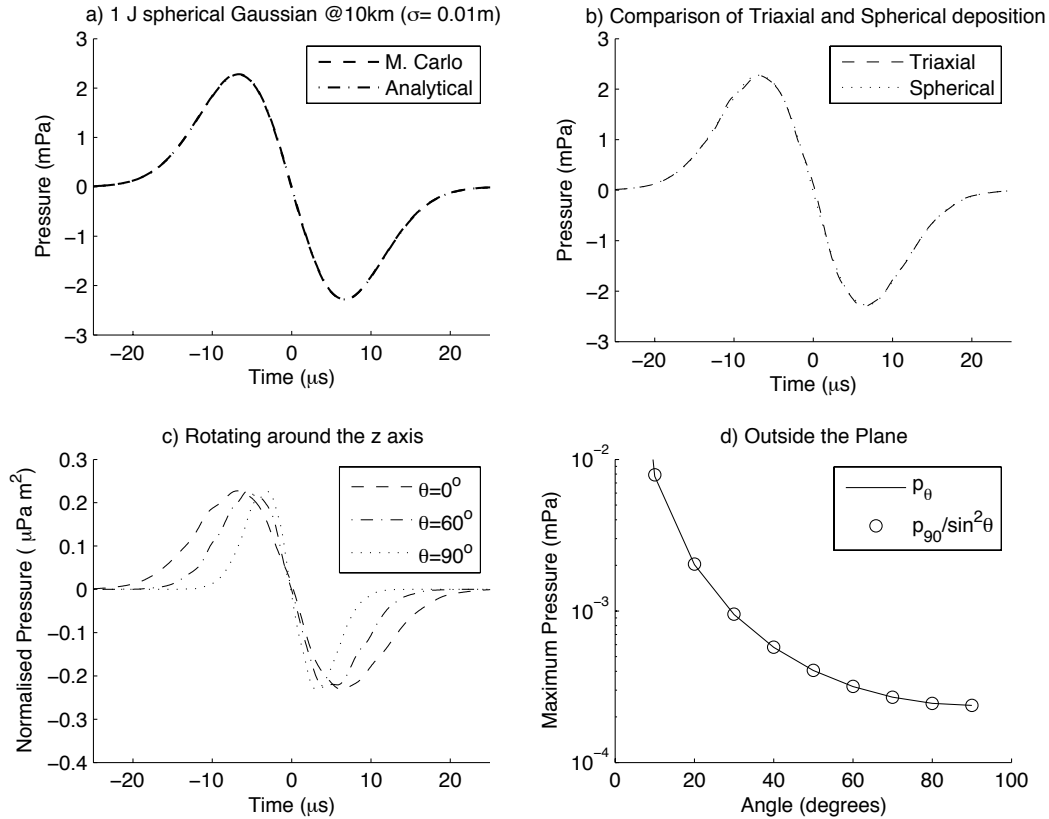 a) 1 J spherical Gaussian @10km (σ= 0.01m)
Pressure (mPa)
3
2
1
0
−1
−2
−3
M. Carlo
Analytical
−20 −10 0 10 20
Time (μs)
b) Comparison of Triaxial and Spherical deposition
Pressure (mPa)
3
2
1
0
−1
−2
−3
Triaxial
Spherical
−20 −10 0 10 20
Time (μs)
c) Rotating around the z axis
Normalised Pressure ( μPa m²)
0.3
0.2
0.1
0
−0.1
−0.2
−0.3
−0.4
θ=0°
θ=60°
θ=90°
−20 −10 0 10 20
Time (μs)
d) Outside the Plane
Maximum Pressure (mPa)
10⁻²
10⁻³
10⁻⁴
p_θ
p₉₀/sin²θ
0 20 40 60 80 100
Angle (degrees)